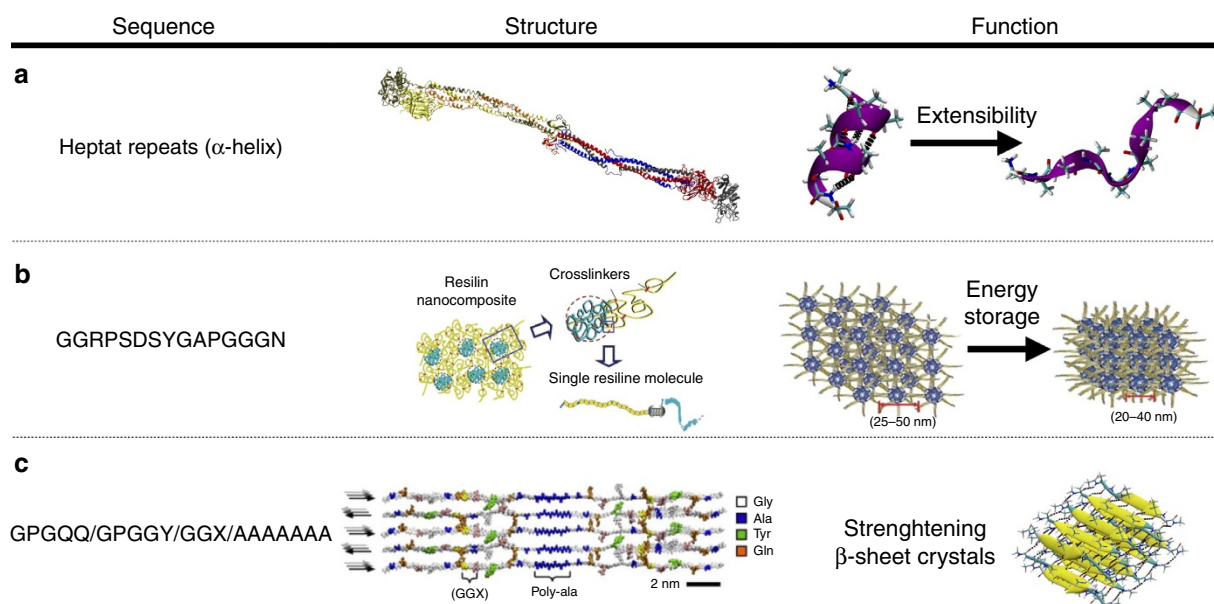 Sequence
Structure
Function
a
Heptat repeats (α-helix)
Extensibility
b
GGRPSDSYGAPGGGN
Resilin
nanocomposite
Crosslinkers
Single resiline molecule
Energy
storage
(25–50 nm)
(20–40 nm)
c
GPGQQ/GPGGY/GGX/AAAAAAA
(GGX)
Poly-ala
2 nm
Gly
Ala
Tyr
Gln
Strenghtening
β-sheet crystals